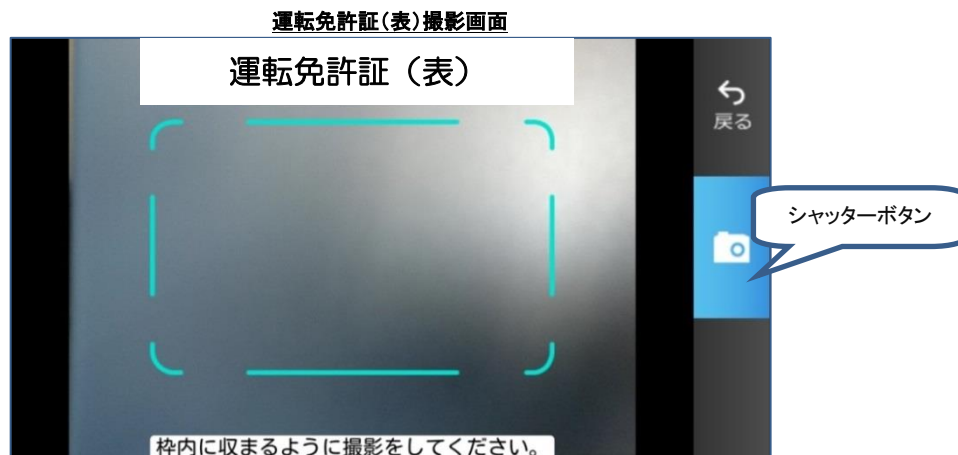 運転免許証(表)撮影画面
運転免許証（表）
戻る
シャッターボタン
枠内に収まるように撮影をしてください。